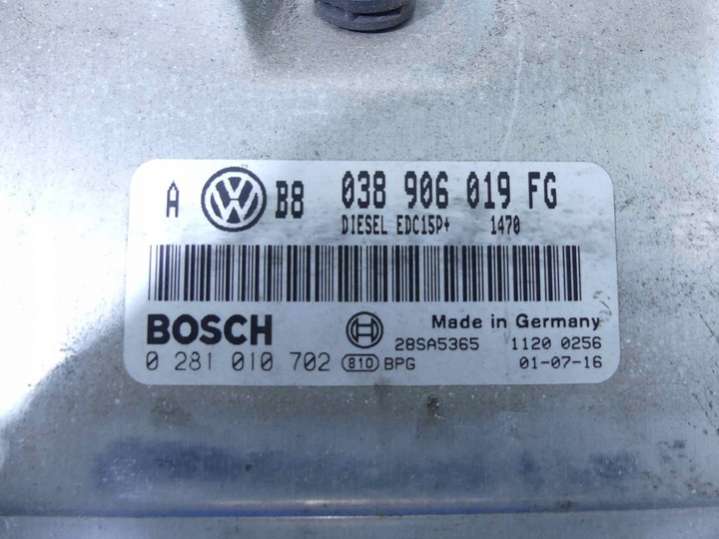 A VW B8 038 906 019 FG
DIESEL EDC15P+ 1470
BOSCH Made in Germany
28SA5365 1120 0256
0 281 010 702 810 BPG 01-07-16